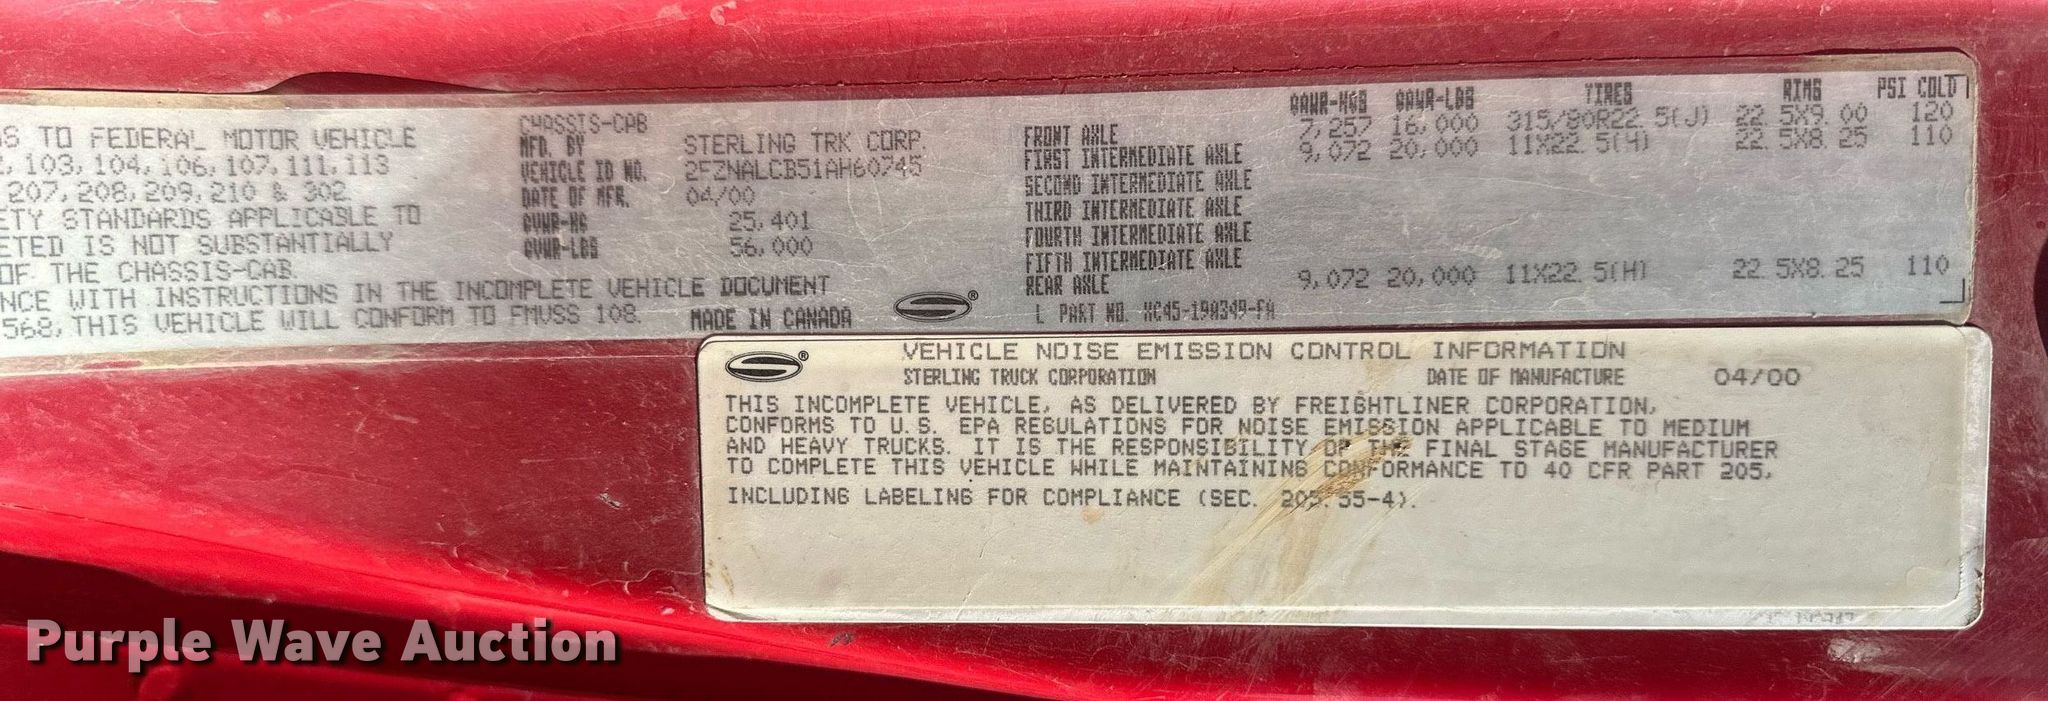 GS TO FEDERAL MOTOR VEHICLE
, 103, 104, 106, 107, 111, 113
207, 208, 209, 210 & 302
ETY STANDARDS APPLICABLE TO
ETED IS NOT SUBSTANTIALLY
OF THE CHASSIS-CAB.
NCE WITH INSTRUCTIONS IN THE INCOMPLETE VEHICLE DOCUMENT
568, THIS VEHICLE WILL CONFORM TO FMVSS 108.
MADE IN CANADA
CHASSIS-CAB
MFD. BY STERLING TRK CORP.
VEHICLE ID NO. 2FZNALCB51AH60745
DATE OF MFR. 04/00
GVWR-KG 25,401
GVWR-LBS 56,000
GAWR-KGS GAWR-LBS TIRES RIMS PSI COLD
FRONT AXLE 7,257 16,000 315/80R22.5(J) 22.5X9.00 120
FIRST INTERMEDIATE AXLE 9,072 20,000 11X22.5(H) 22.5X8.25 110
SECOND INTERMEDIATE AXLE
THIRD INTERMEDIATE AXLE
FOURTH INTERMEDIATE AXLE
FIFTH INTERMEDIATE AXLE
REAR AXLE 9,072 20,000 11X22.5(H) 22.5X8.25 110
L PART NO. XC45-19A349-FA
VEHICLE NOISE EMISSION CONTROL INFORMATION
STERLING TRUCK CORPORATION DATE OF MANUFACTURE 04/00
THIS INCOMPLETE VEHICLE, AS DELIVERED BY FREIGHTLINER CORPORATION,
CONFORMS TO U.S. EPA REGULATIONS FOR NOISE EMISSION APPLICABLE TO MEDIUM
AND HEAVY TRUCKS. IT IS THE RESPONSIBILITY OF THE FINAL STAGE MANUFACTURER
TO COMPLETE THIS VEHICLE WHILE MAINTAINING CONFORMANCE TO 40 CFR PART 205,
INCLUDING LABELING FOR COMPLIANCE (SEC. 205.55-4).
Purple Wave Auction